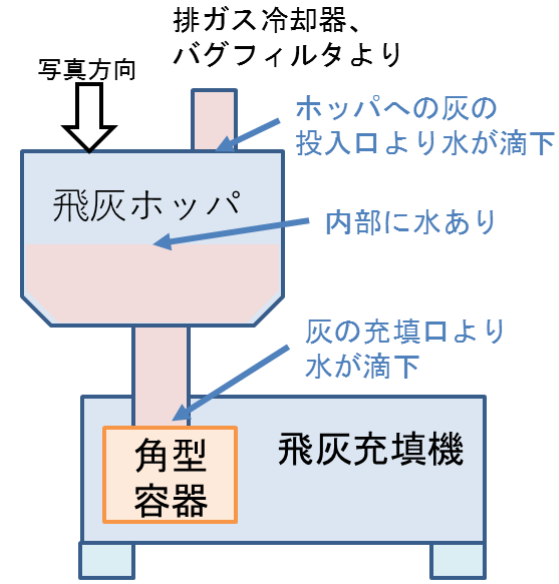 排ガス冷却器、
バグフィルタより
写真方向
ホッパへの灰の
投入口より水が滴下
飛灰ホッパ
内部に水あり
灰の充填口より
水が滴下
飛灰充填機
角型
容器